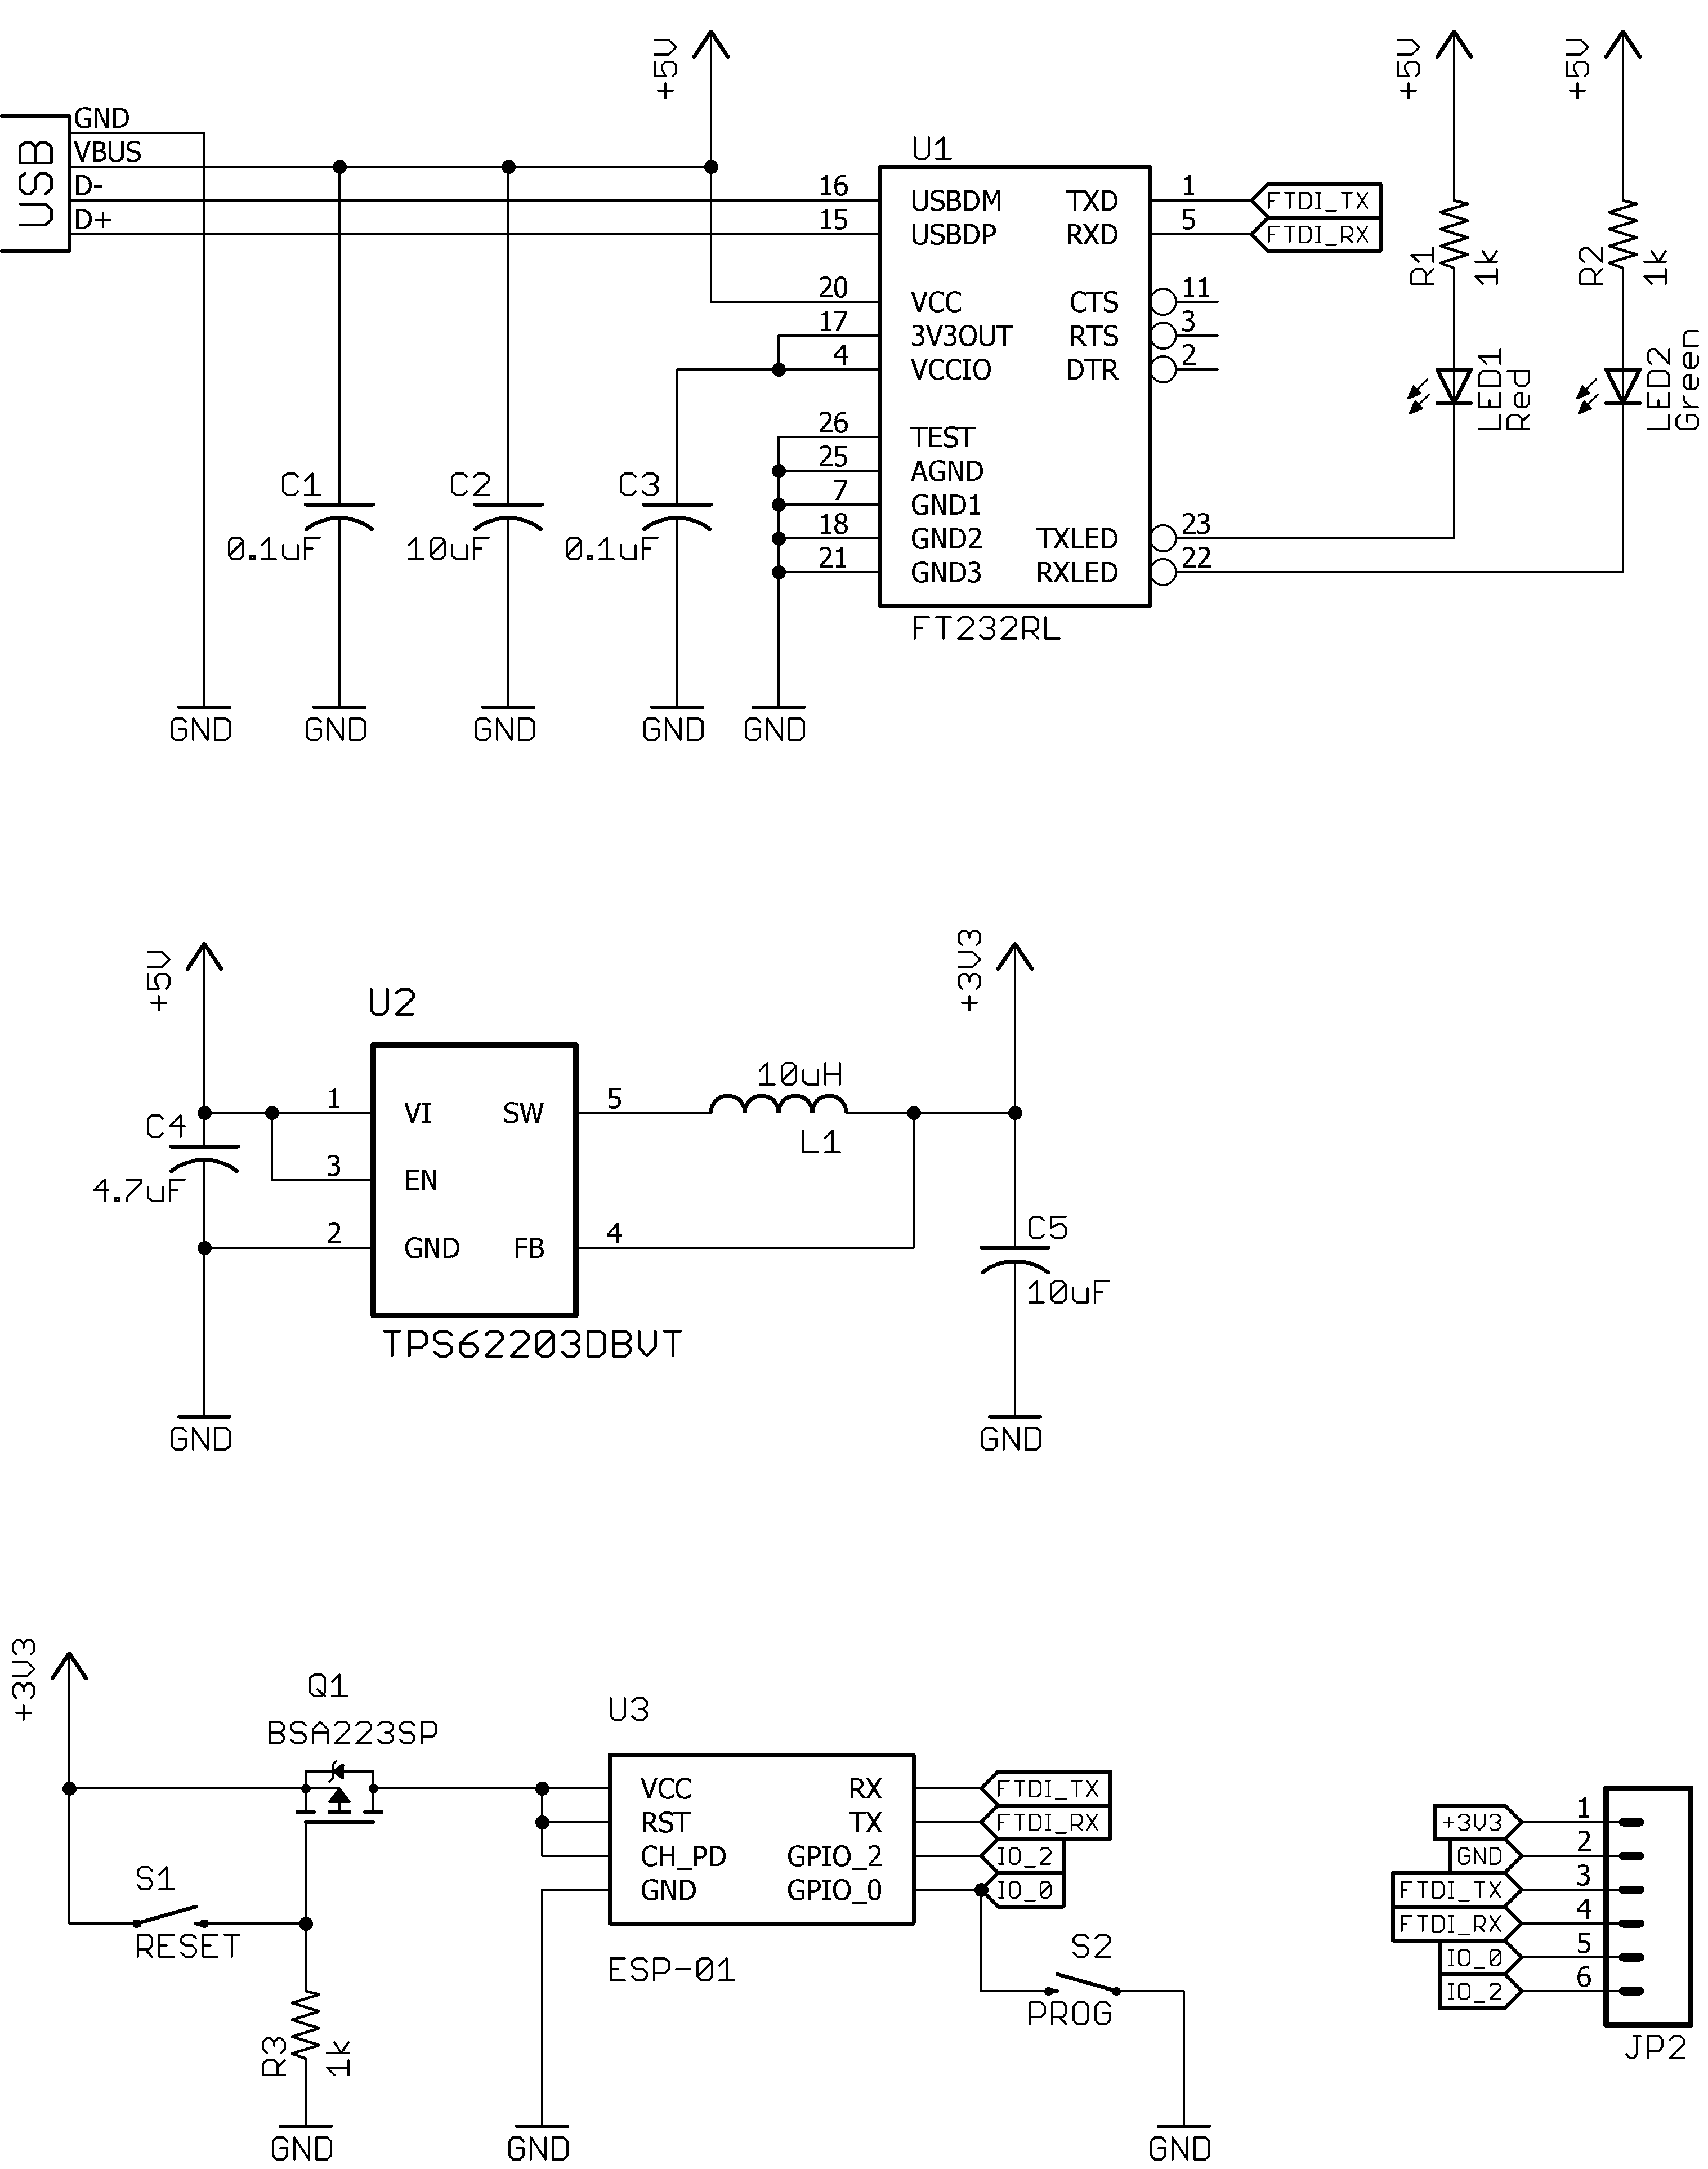 +5V
+5V
+5V
USB
GND
VBUS
D-
D+
U1
16
USBDM
TXD
1
FTDI_TX
15
USBDP
RXD
5
FTDI_RX
20
VCC
CTS
11
17
3V3OUT
RTS
3
4
VCCIO
DTR
2
26
TEST
25
AGND
7
GND1
18
GND2
TXLED
23
21
GND3
RXLED
22
FT232RL
R1
1k
R2
1k
LED1
Red
LED2
Green
C1
0.1uF
C2
10uF
C3
0.1uF
GND
GND
GND
GND
GND
+5V
+3V3
U2
10uH
L1
1
VI
SW
5
C4
4.7uF
3
EN
2
GND
FB
4
C5
10uF
TPS62203DBVT
GND
GND
+3V3
Q1
BSA223SP
U3
VCC
RX
FTDI_TX
RST
TX
FTDI_RX
CH_PD
GPIO_2
IO_2
GND
GPIO_0
IO_0
ESP-01
S1
RESET
S2
PROG
R3
1k
GND
GND
GND
+3V3
1
GND
2
FTDI_TX
3
FTDI_RX
4
IO_0
5
IO_2
6
JP2